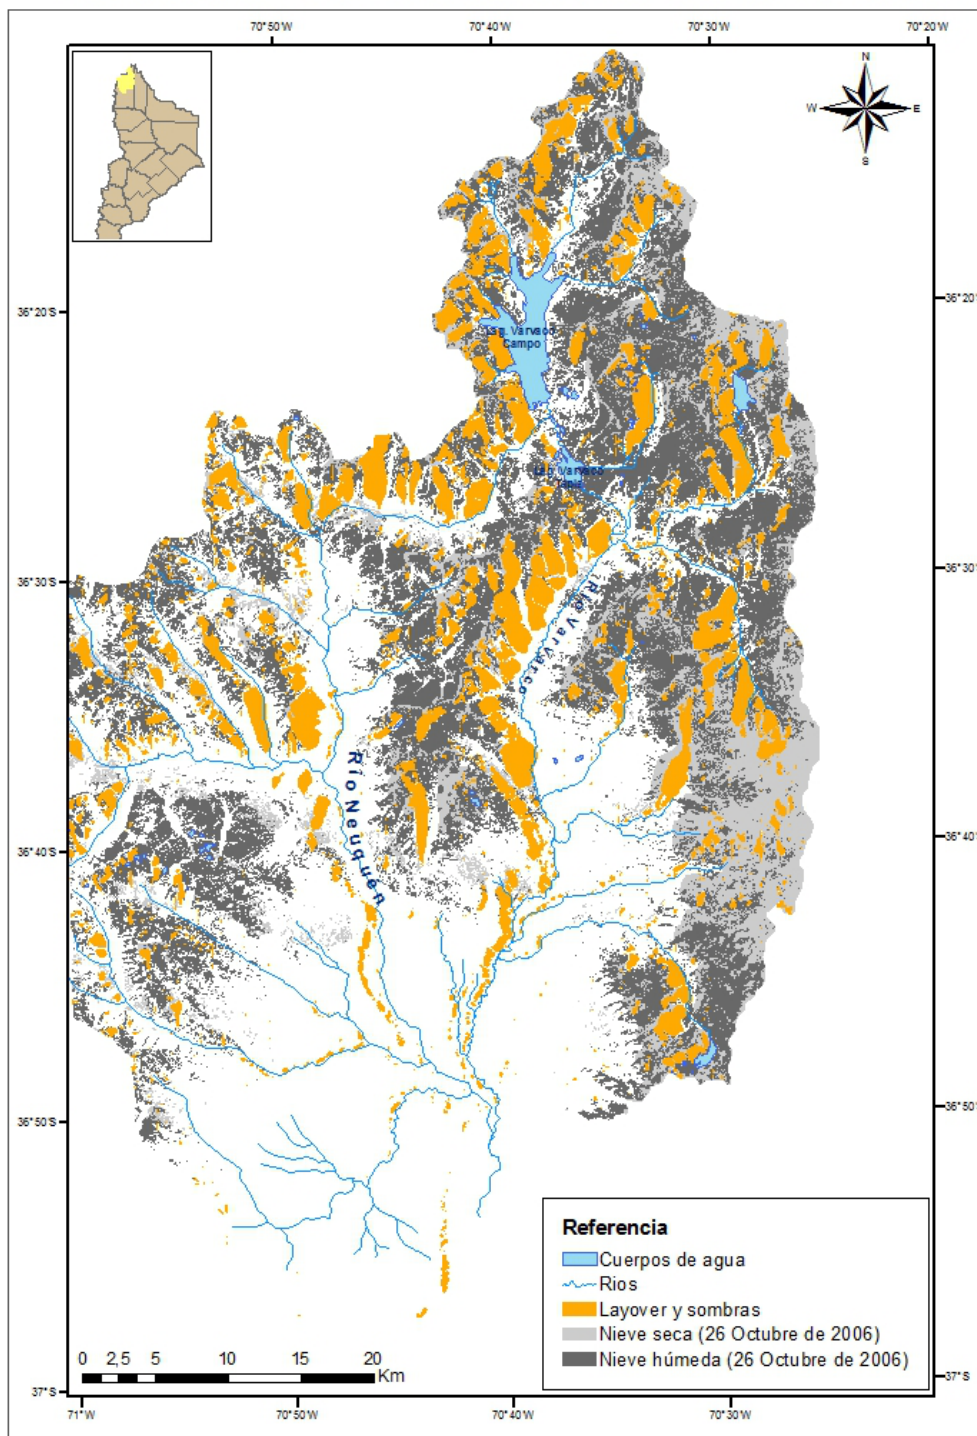 70°50'W 70°40'W 70°30'W 70°20'W
N
W E
S
36°20'S 36°20'S
Lag. Varvaco
Campo
Lag. Varvaco
Tapia
36°30'S 36°30'S
Río Varvarco
Río Neuquén
36°40'S 36°40'S
36°50'S 36°50'
Referencia
Cuerpos de agua
Rios
Layover y sombras
Nieve seca (26 Octubre de 2006)
Nieve húmeda (26 Octubre de 2006)
0 2,5 5 10 15 20
Km
37°S 37°S
71°W 70°50'W 70°40'W 70°30'W